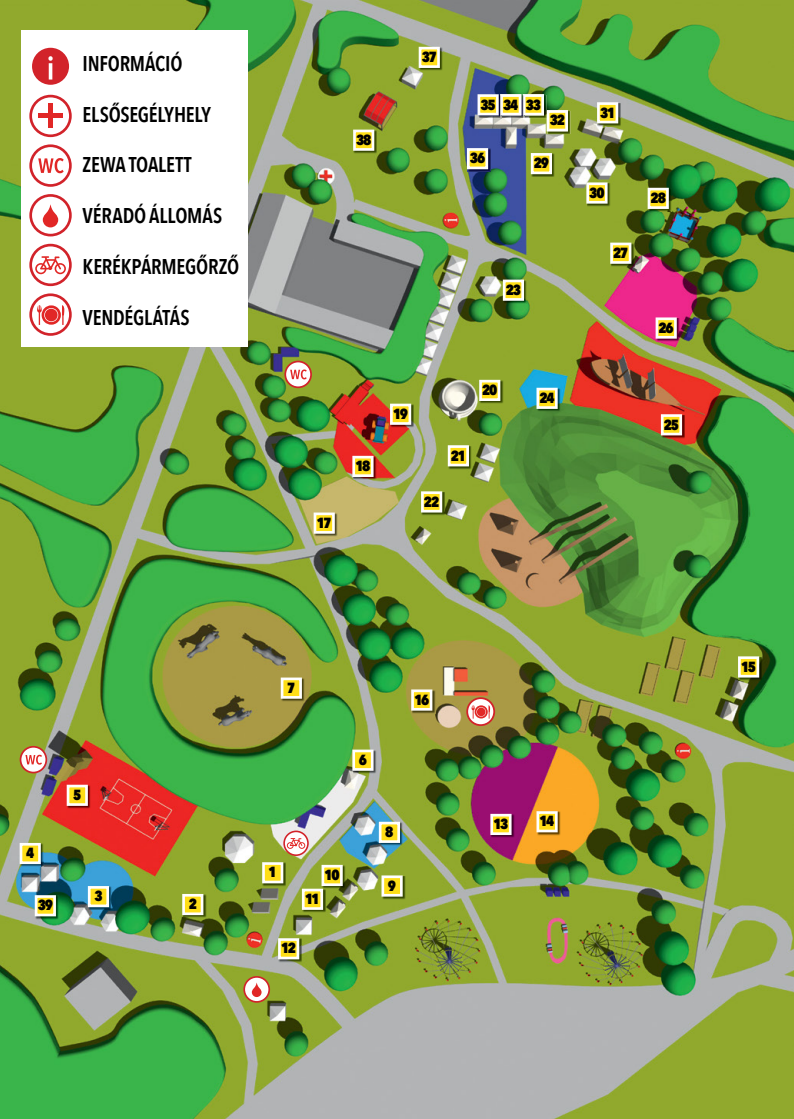 i INFORMÁCIÓ
ELSŐSEGÉLYHELY
WC ZEWA TOALETT
VÉRADÓ ÁLLOMÁS
KERÉKPÁRMEGŐRZŐ
VENDÉGLÁTÁS
37
38
35 34 33 32 31
36 29
30
28
i
27
23
26
WC
24
20
19
25
18
21
22
17
15
7
16
i
WC
6
5
13 14
8
4
1
10 9
3
39 2
11
i 12